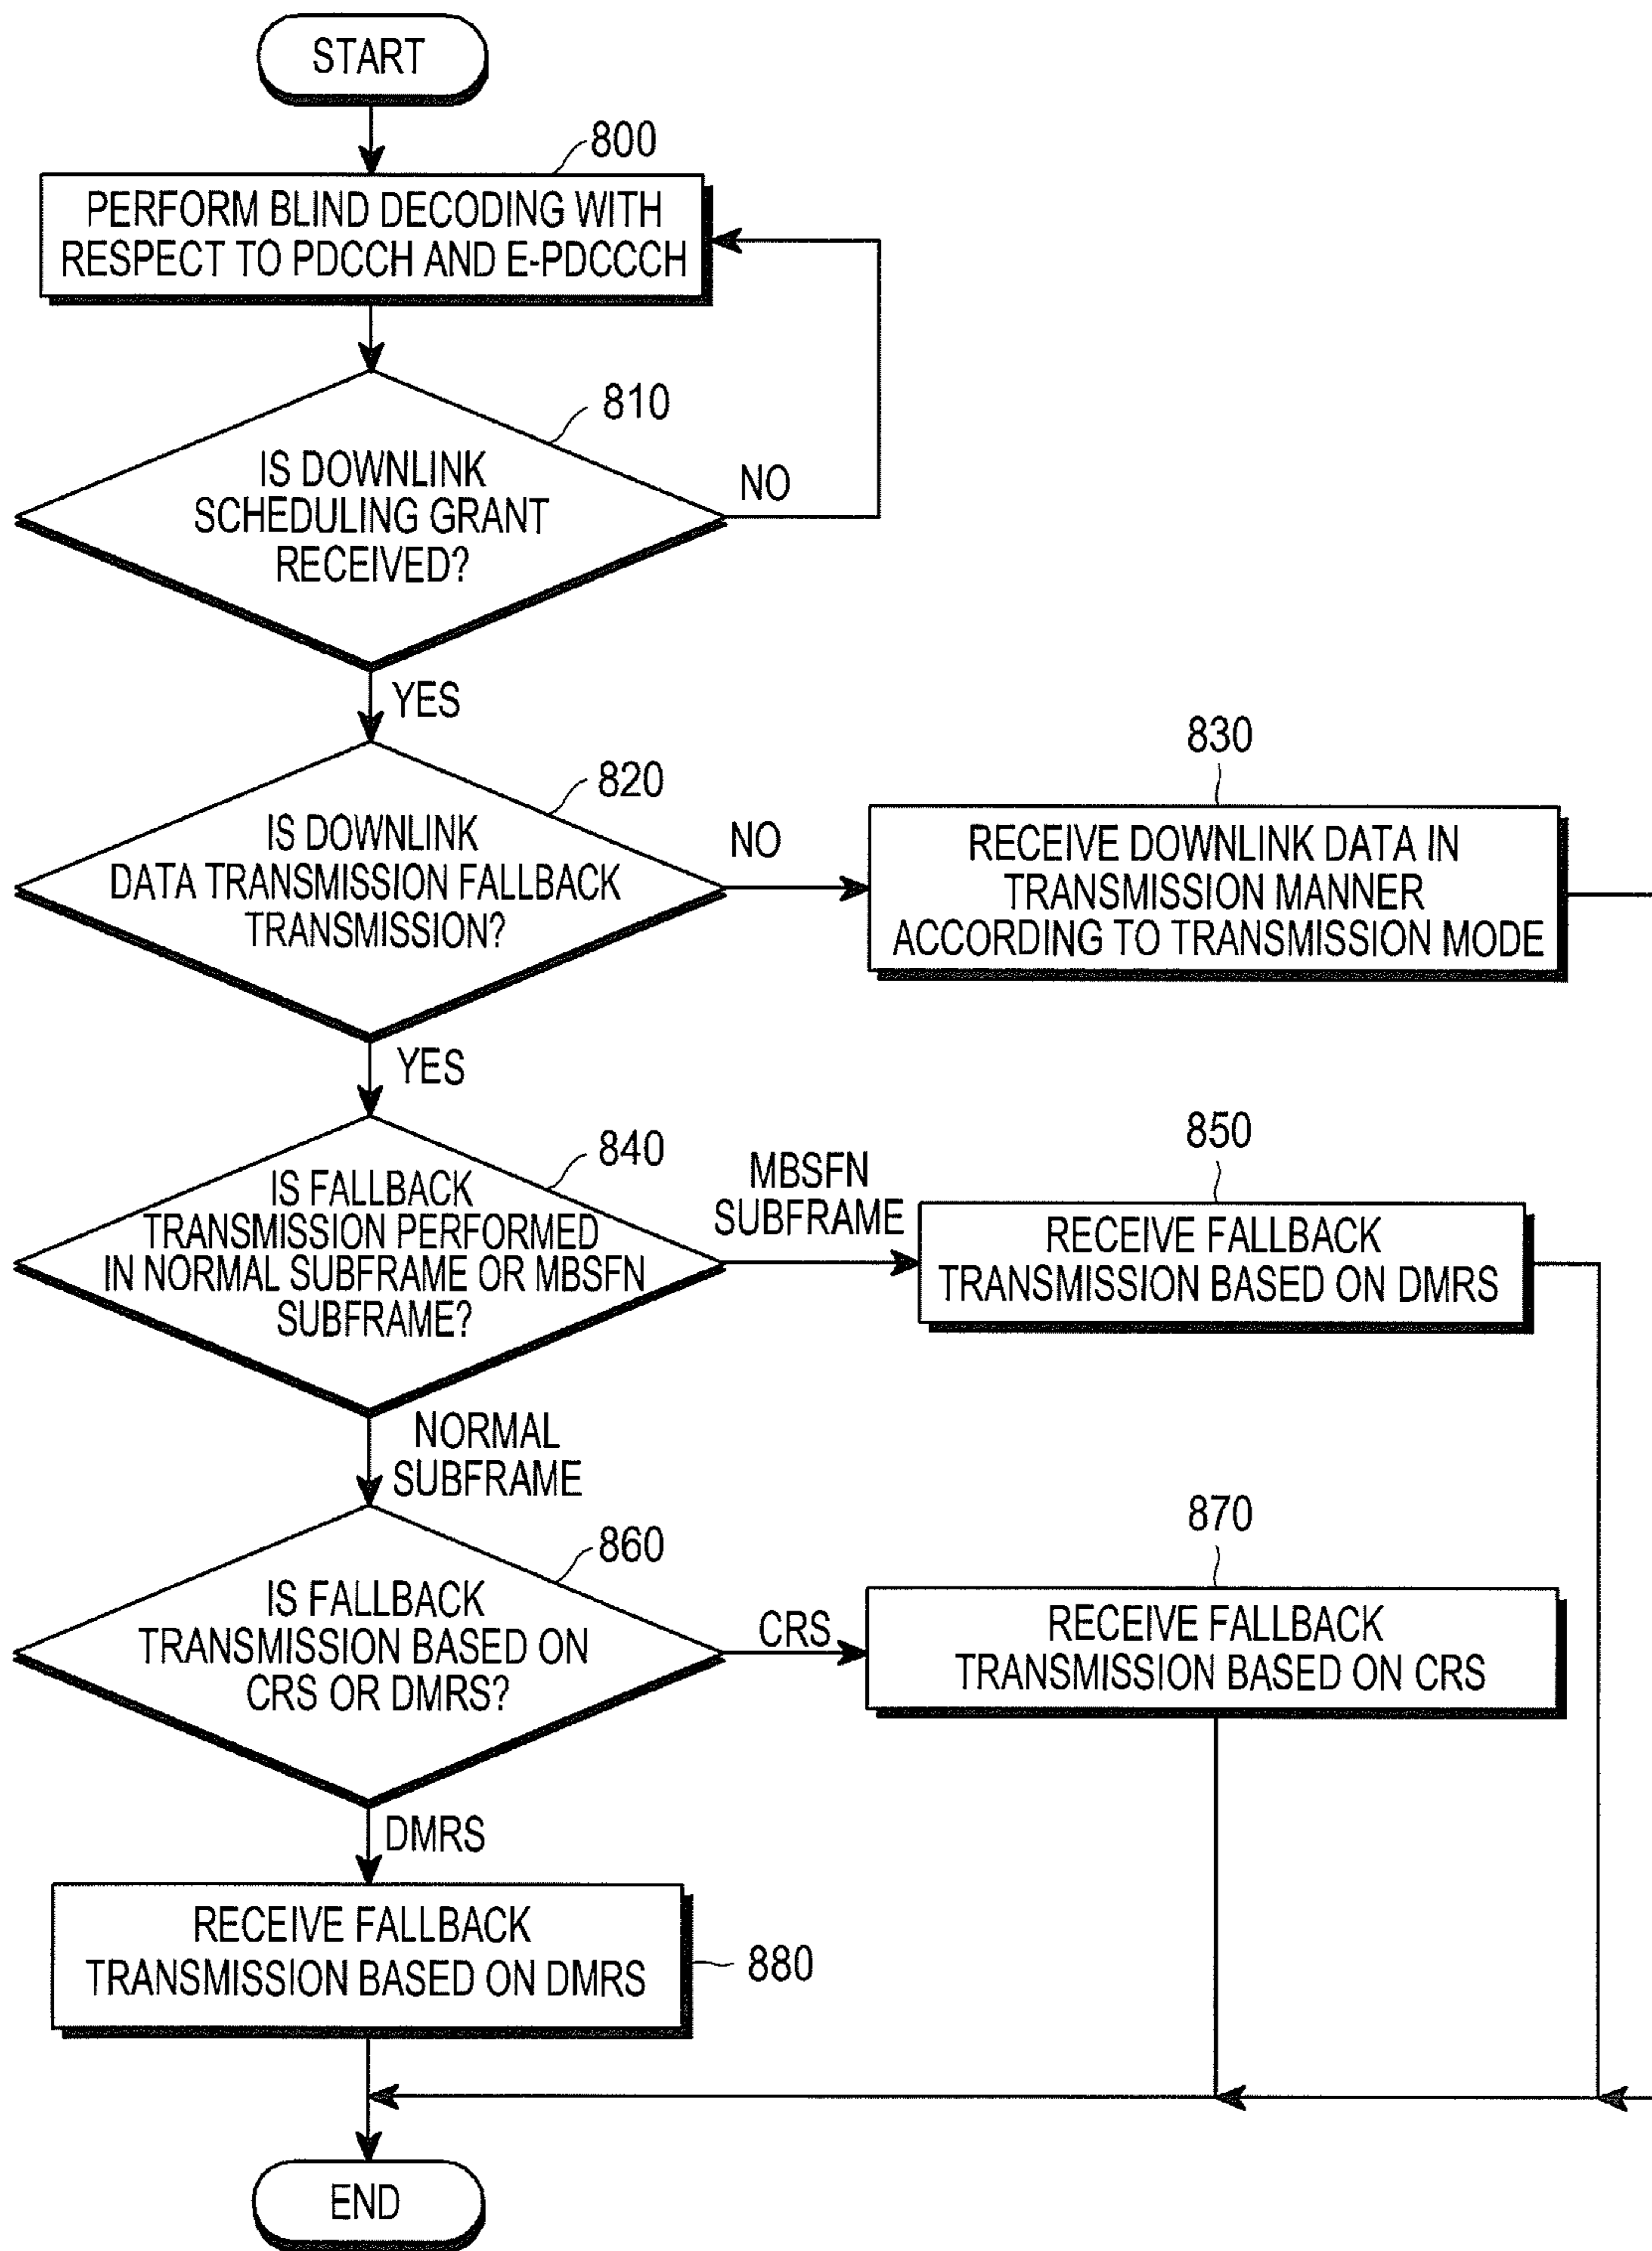 START
800
PERFORM BLIND DECODING WITH
RESPECT TO PDCCH AND E-PDCCCH
810
IS DOWNLINK
SCHEDULING GRANT
RECEIVED?
NO
YES
820
IS DOWNLINK
DATA TRANSMISSION FALLBACK
TRANSMISSION?
NO
830
RECEIVE DOWNLINK DATA IN
TRANSMISSION MANNER
ACCORDING TO TRANSMISSION MODE
YES
840
IS FALLBACK
TRANSMISSION PERFORMED
IN NORMAL SUBFRAME OR MBSFN
SUBFRAME?
MBSFN
SUBFRAME
850
RECEIVE FALLBACK
TRANSMISSION BASED ON DMRS
NORMAL
SUBFRAME
860
IS FALLBACK
TRANSMISSION BASED ON
CRS OR DMRS?
CRS
870
RECEIVE FALLBACK
TRANSMISSION BASED ON CRS
DMRS
RECEIVE FALLBACK
TRANSMISSION BASED ON DMRS
880
END